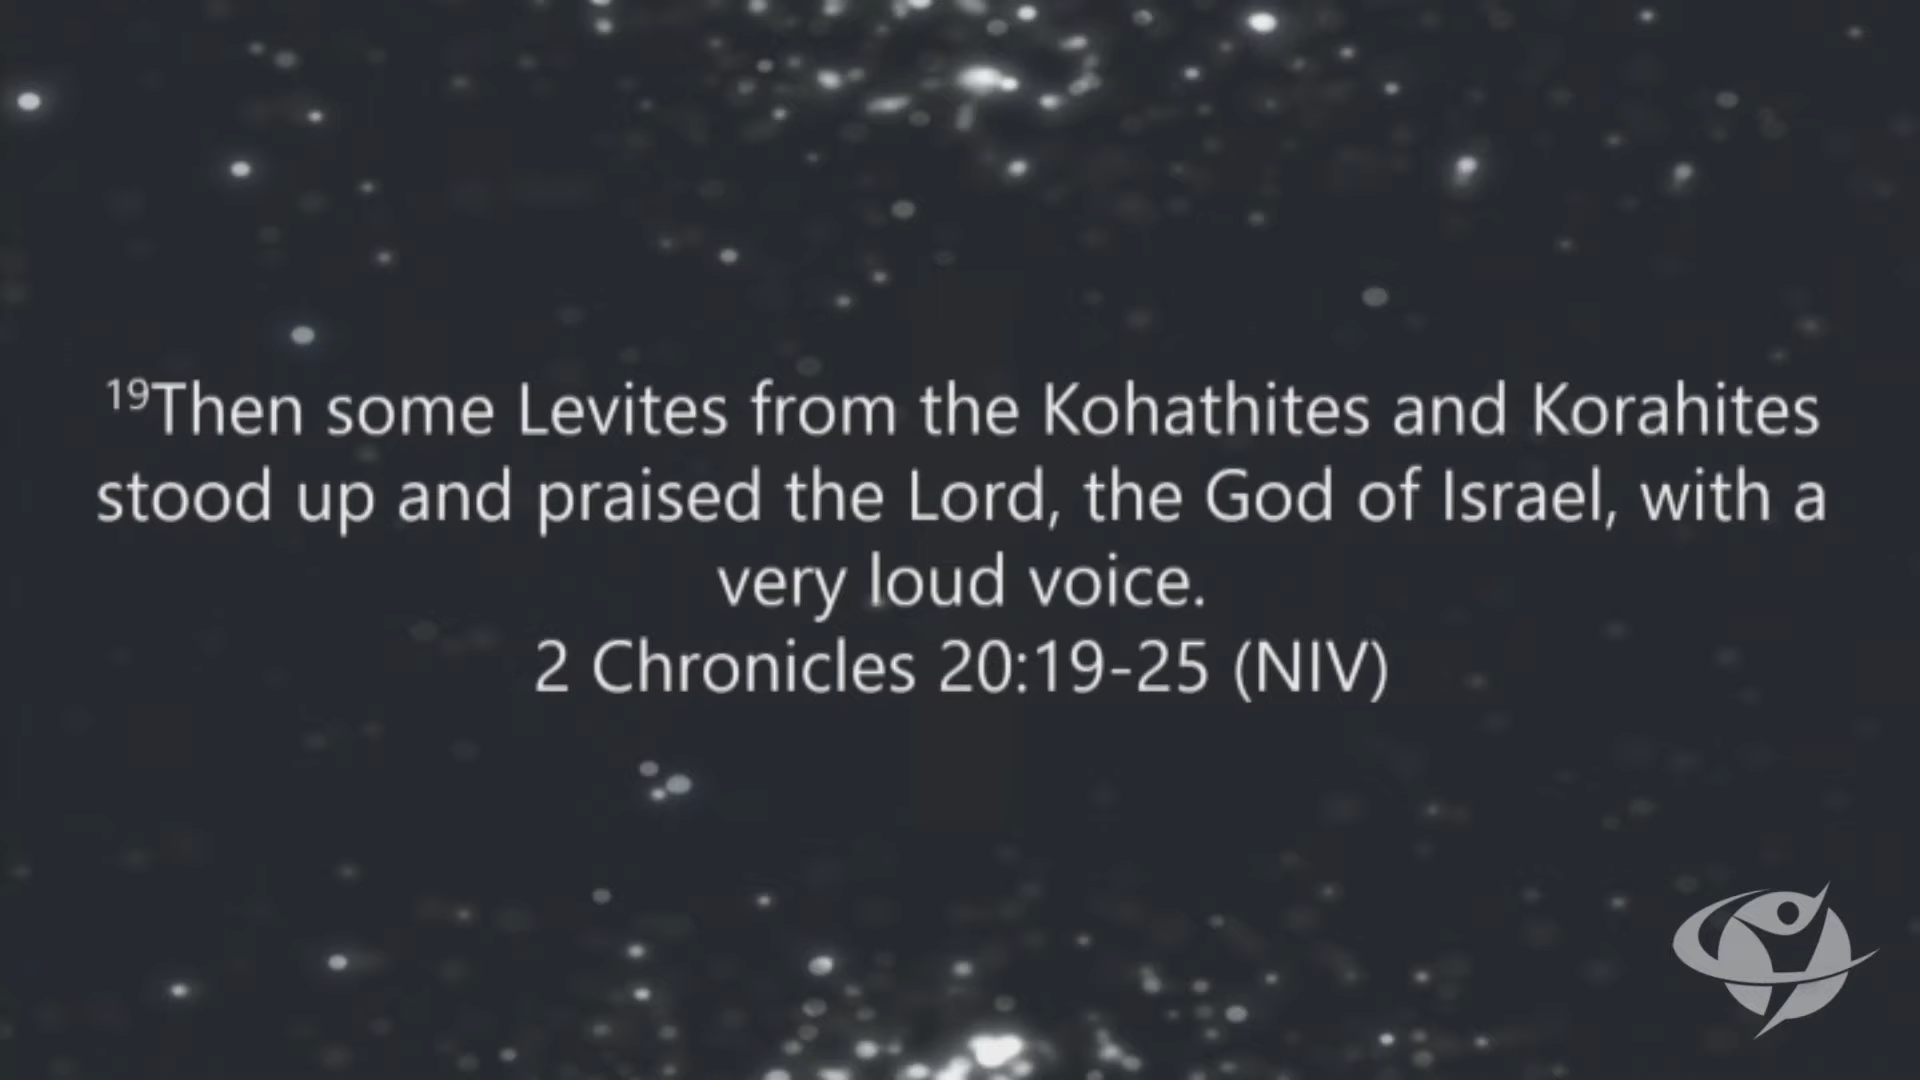 ¹⁹Then some Levites from the Kohathites and Korahites
stood up and praised the Lord, the God of Israel, with a
very loud voice.
2 Chronicles 20:19-25 (NIV)